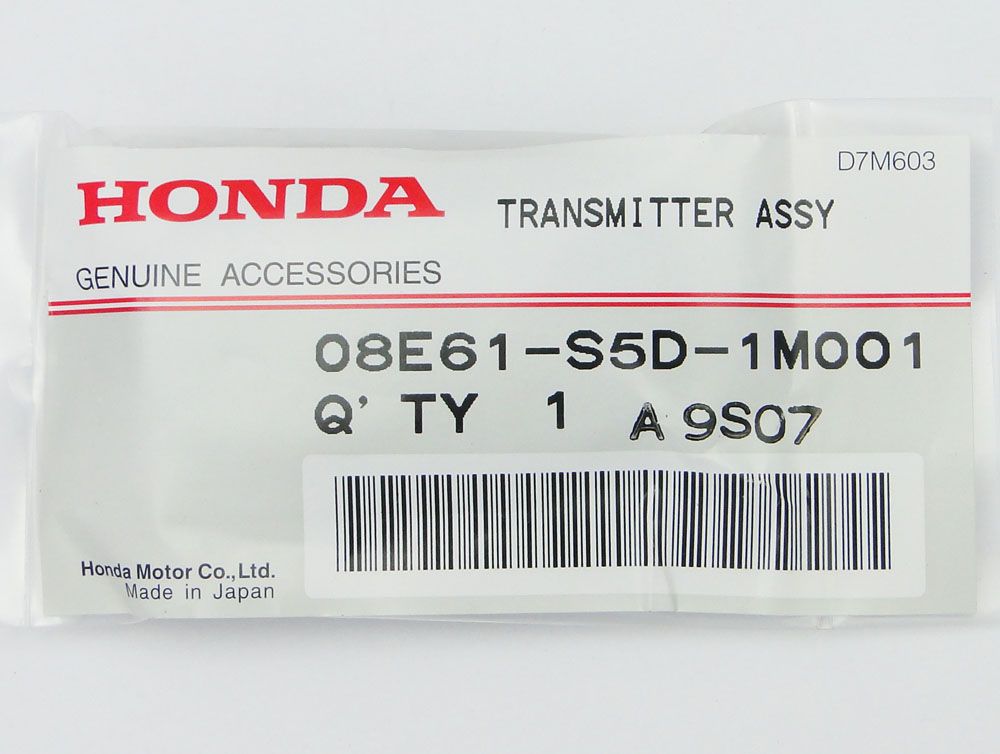 D7M603
HONDA TRANSMITTER ASSY
GENUINE ACCESSORIES
08E61-S5D-1M001
Q'TY 1 A 9S07
Honda Motor Co.,Ltd.
Made in Japan